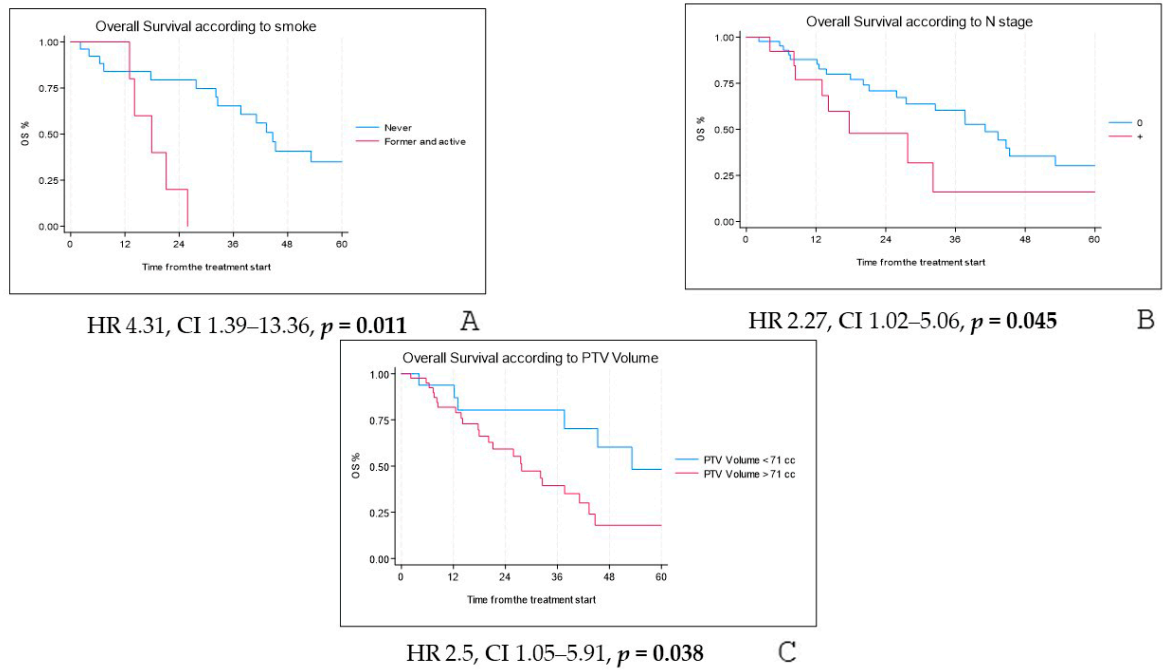 Overall Survival according to smoke
OS %
1.00
0.75
0.50
0.25
0.00
0 12 24 36 48 60
Time from the treatment start
Never
Former and active
HR 4.31, CI 1.39–13.36, p = 0.011 A
Overall Survival according to N stage
OS %
1.00
0.75
0.50
0.25
0.00
0 12 24 36 48 60
Time from the treatment start
0
+
HR 2.27, CI 1.02–5.06, p = 0.045 B
Overall Survival according to PTV Volume
OS %
1.00
0.75
0.50
0.25
0.00
0 12 24 36 48 60
Time from the treatment start
PTV Volume < 71 cc
PTV Volume > 71 cc
HR 2.5, CI 1.05–5.91, p = 0.038 C